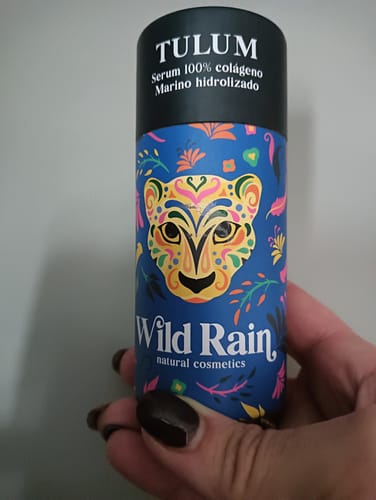 TULUM
Serum 100% colágeno
Marino hidrolizado
Wild Rain
natural cosmetics